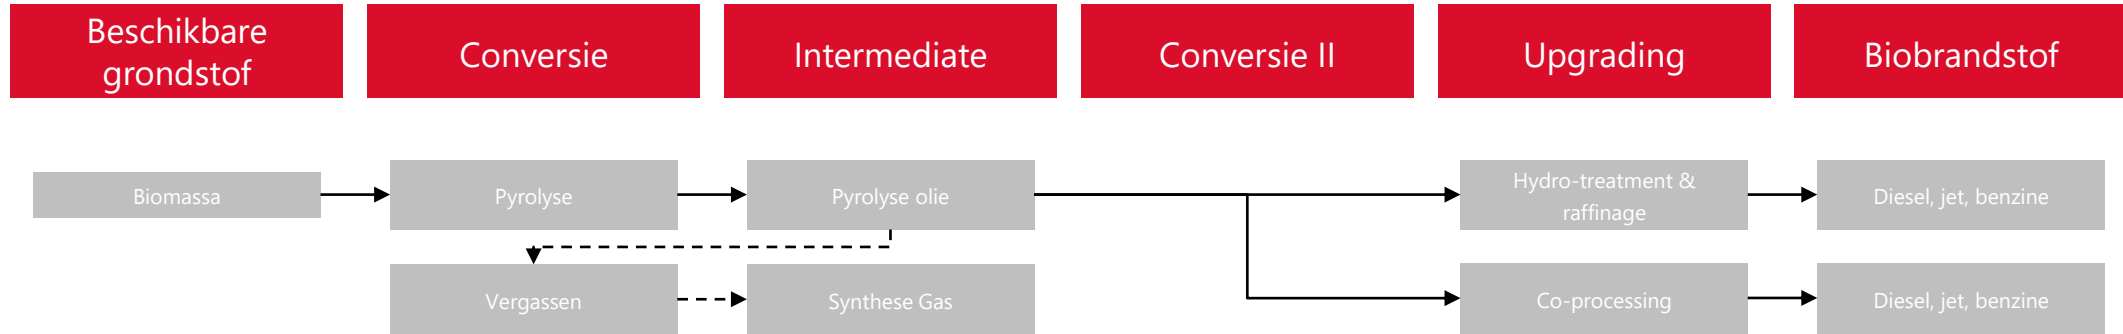 Beschikbare
grondstof
Conversie
Intermediate
Conversie II
Upgrading
Biobrandstof
Biomassa
Pyrolyse
Pyrolyse olie
Hydro-treatment &
raffinage
Diesel, jet, benzine
Vergassen
Synthese Gas
Co-processing
Diesel, jet, benzine